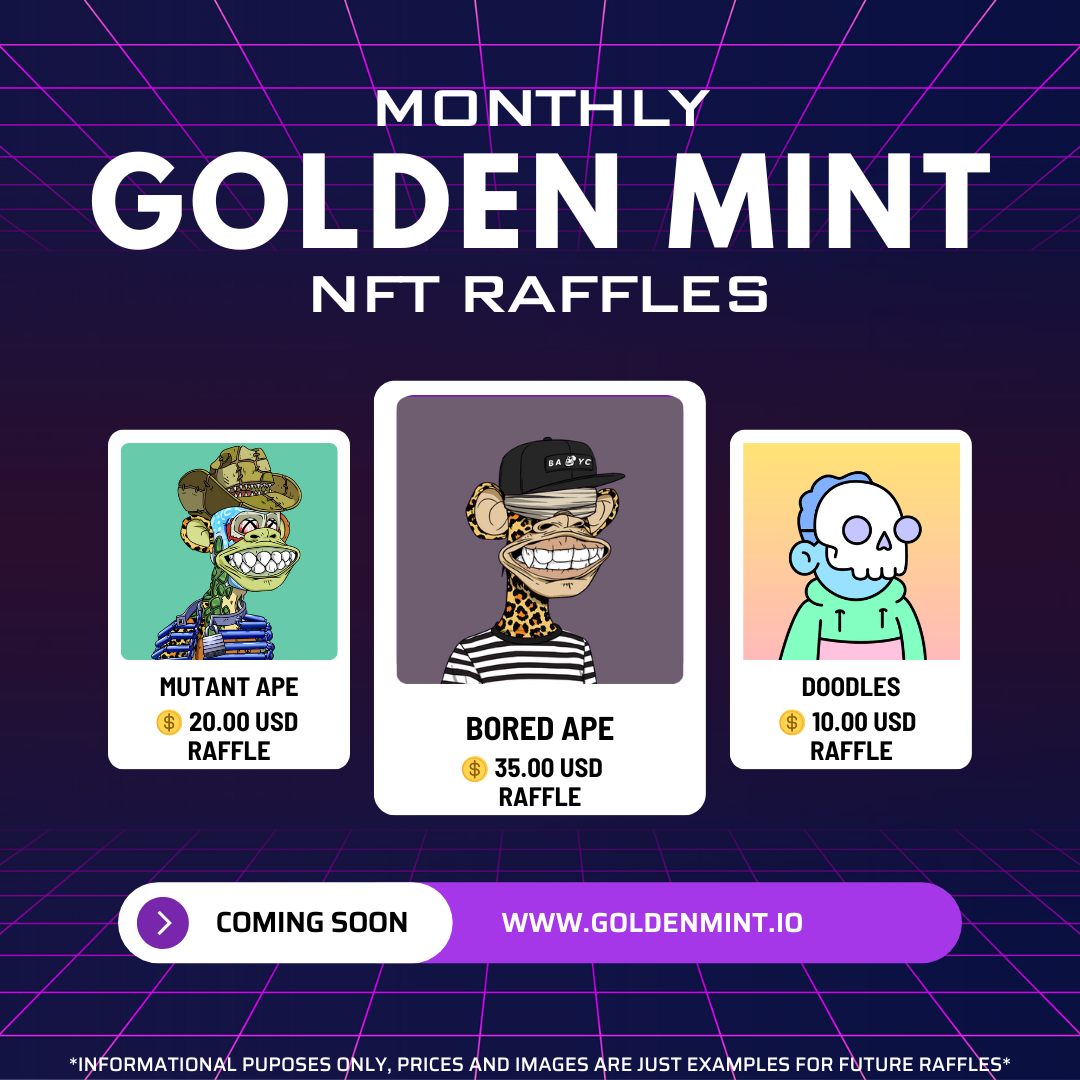 MONTHLY
GOLDEN MINT
NFT RAFFLES
BA YC
MUTANT APE
$ 20.00 USD
RAFFLE
BORED APE
$ 35.00 USD
RAFFLE
DOODLES
$ 10.00 USD
RAFFLE
COMING SOON
WWW.GOLDENMINT.IO
*INFORMATIONAL PUPOSES ONLY, PRICES AND IMAGES ARE JUST EXAMPLES FOR FUTURE RAFFLES*